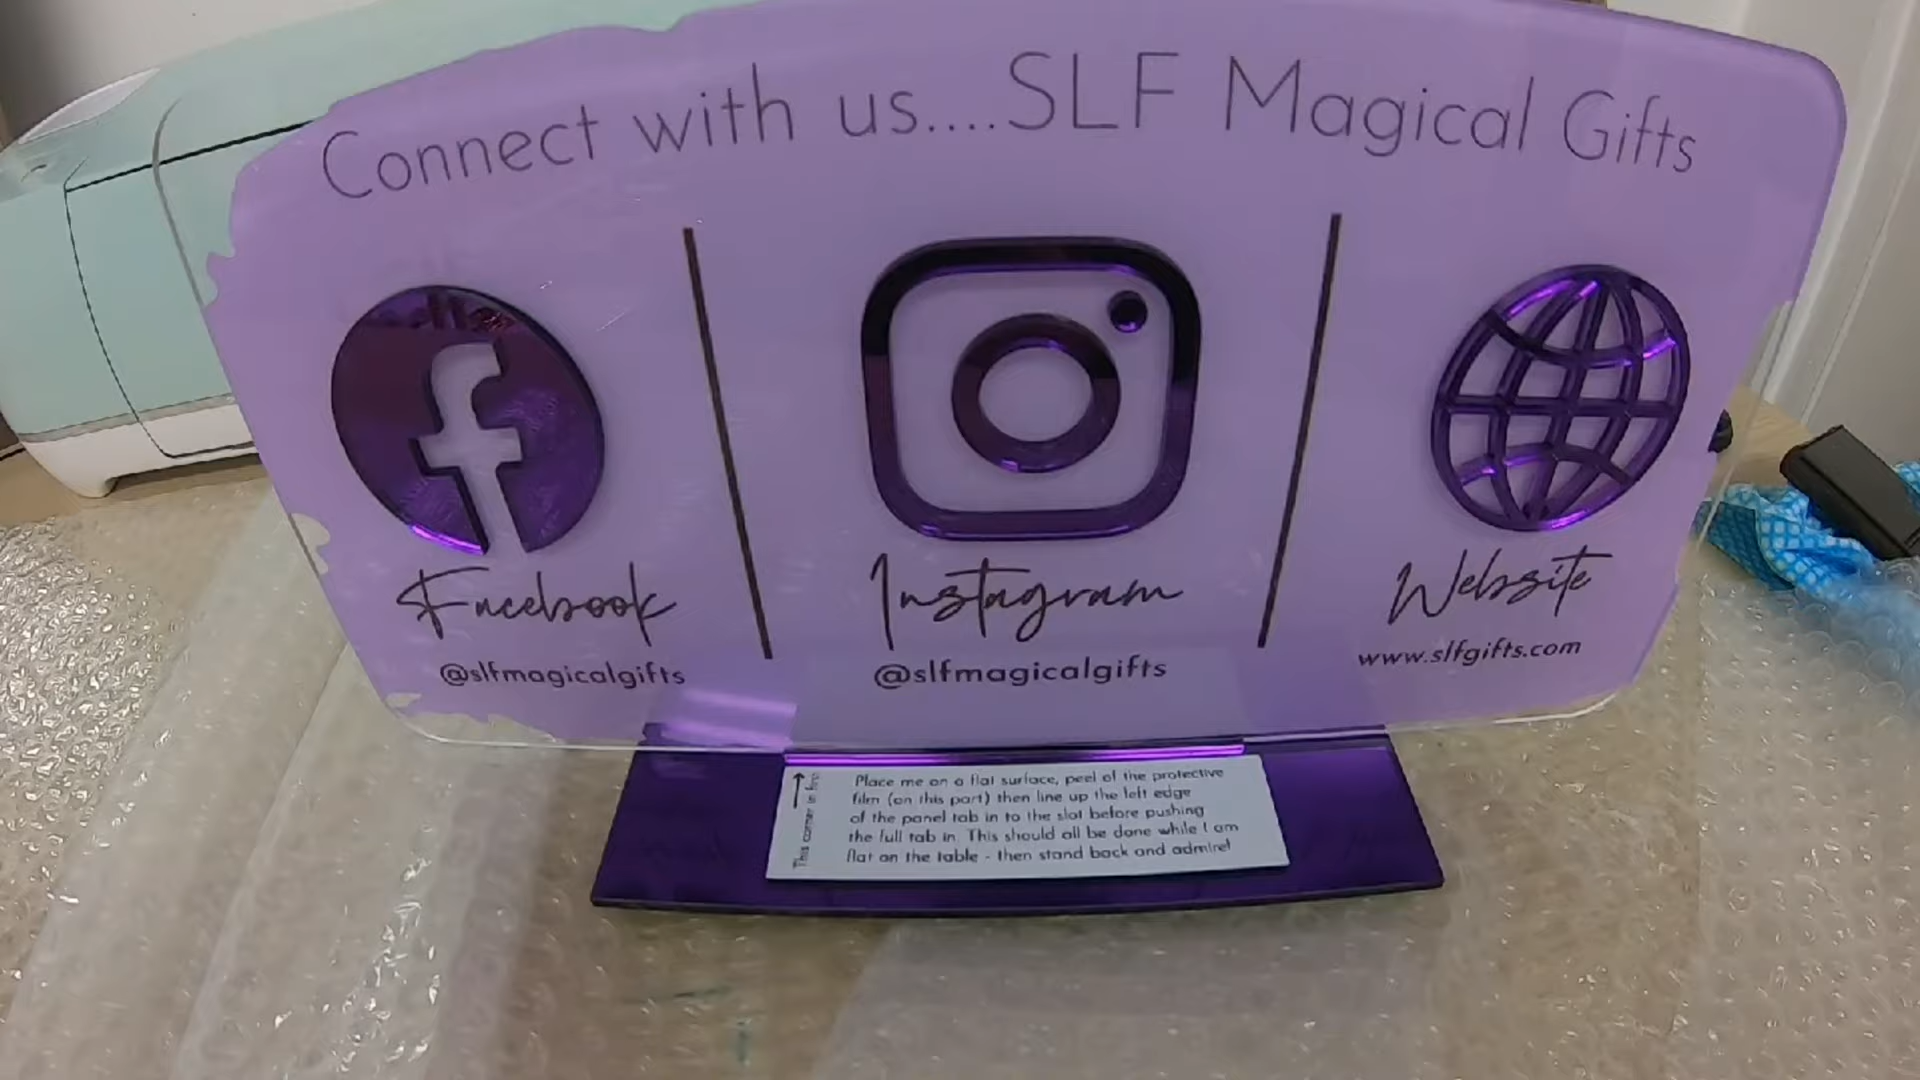 Connect with us....SLF Magical Gifts
Facebook
@slfmagicalgifts
Instagram
@slfmagicalgifts
Website
www.slfgifts.com
This corner in first
Place me on a flat surface, peel of the protective
film (on this part) then line up the left edge
of the panel tab in to the slot before pushing
the full tab in. This should all be done while I am
flat on the table - then stand back and admire!